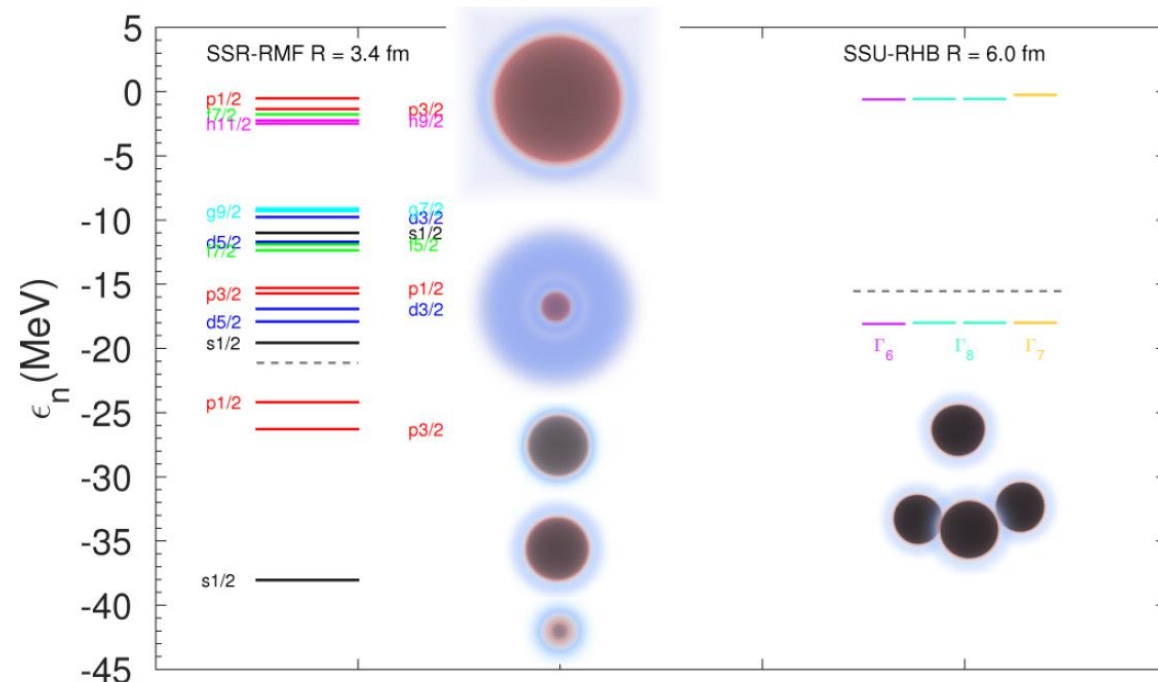 5
0
-5
-10
-15
-20
-25
-30
-35
-40
-45
ϵn (MeV)
SSR-RMF R = 3.4 fm
SSU-RHB R = 6.0 fm
p1/2
p3/2
f7/2
h11/2
h9/2
g9/2
g7/2
d3/2
s1/2
d5/2
f7/2
f5/2
p3/2
p1/2
d3/2
d5/2
s1/2
p1/2
p3/2
s1/2
Γ6 Γ8 Γ7